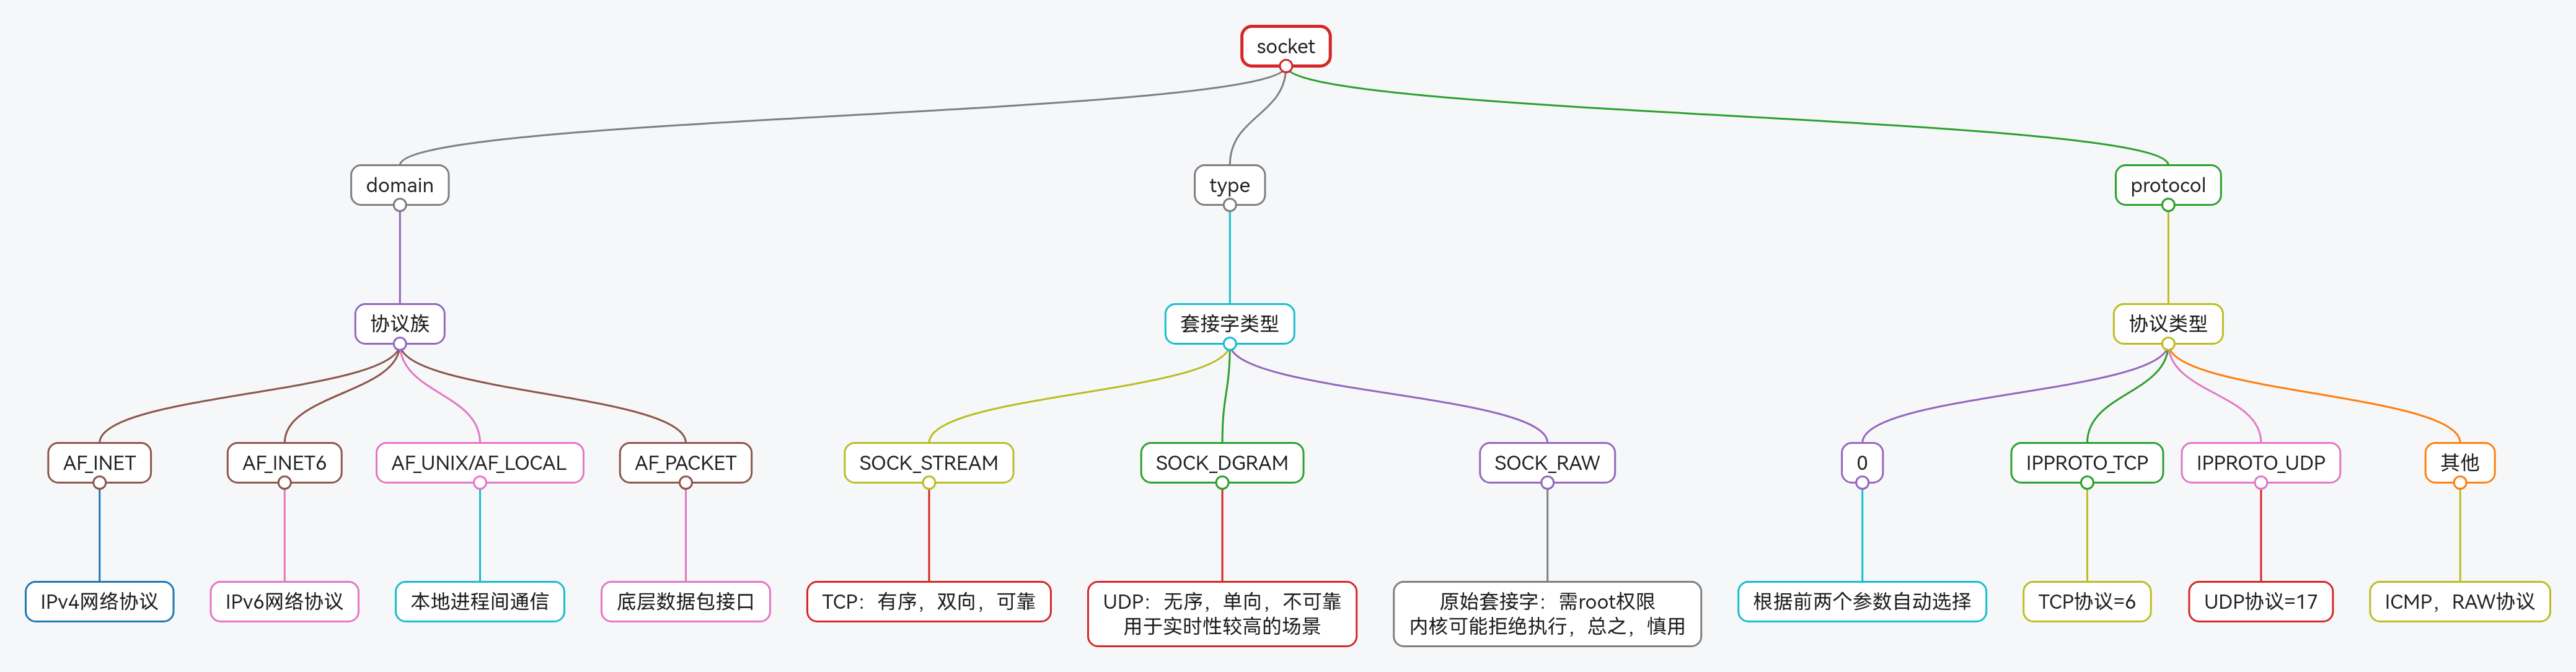 socket
domain
type
protocol
协议族
套接字类型
协议类型
AF_INET
AF_INET6
AF_UNIX/AF_LOCAL
AF_PACKET
SOCK_STREAM
SOCK_DGRAM
SOCK_RAW
0
IPPROTO_TCP
IPPROTO_UDP
其他
IPv4网络协议
IPv6网络协议
本地进程间通信
底层数据包接口
TCP：有序，双向，可靠
UDP：无序，单向，不可靠
用于实时性较高的场景
原始套接字：需root权限
内核可能拒绝执行，总之，慎用
根据前两个参数自动选择
TCP协议=6
UDP协议=17
ICMP，RAW协议